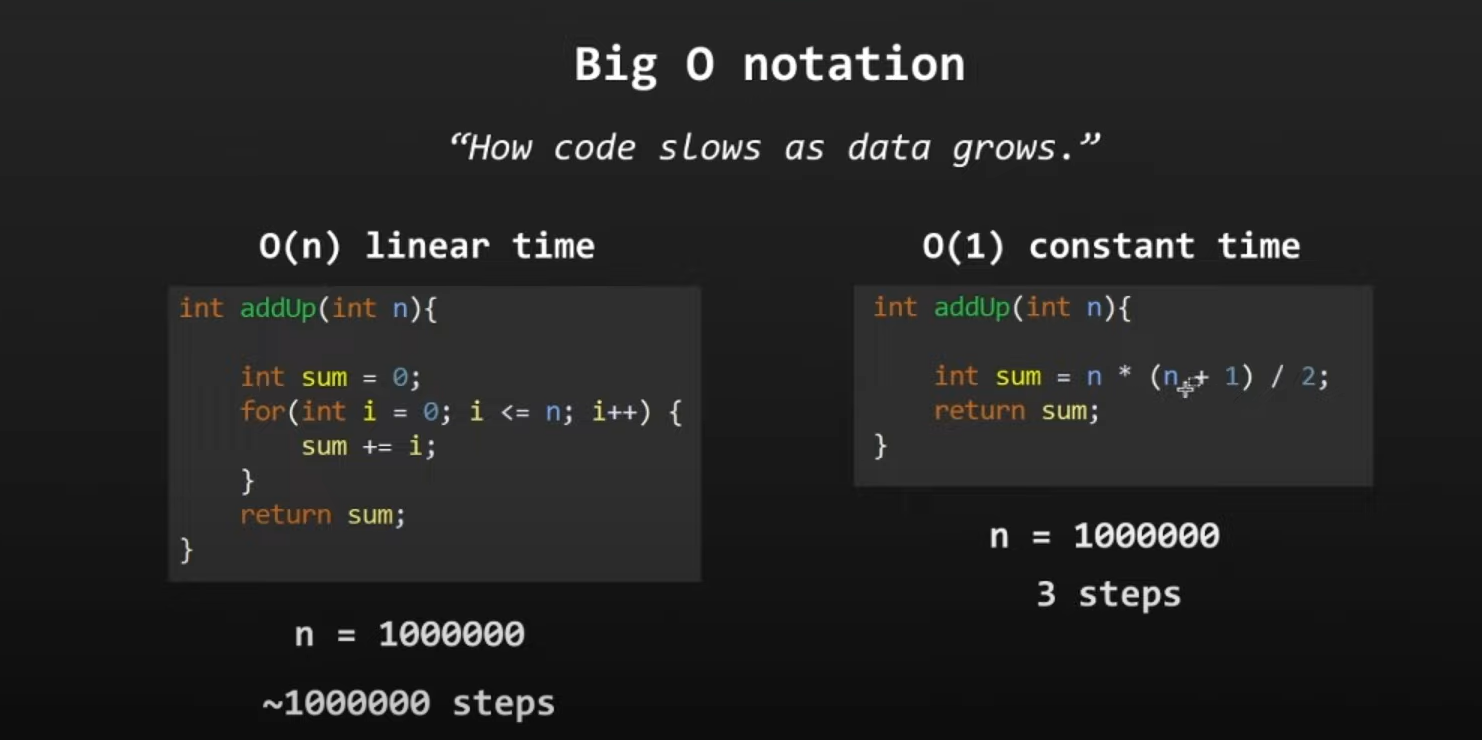 Big O notation
“How code slows as data grows.”
O(n) linear time
int addUp(int n){
int sum = 0;
for(int i = 0; i <= n; i++) {
sum += i;
}
return sum;
}
n = 1000000
~1000000 steps
O(1) constant time
int addUp(int n){
int sum = n * (n + 1) / 2;
return sum;
}
n = 1000000
3 steps